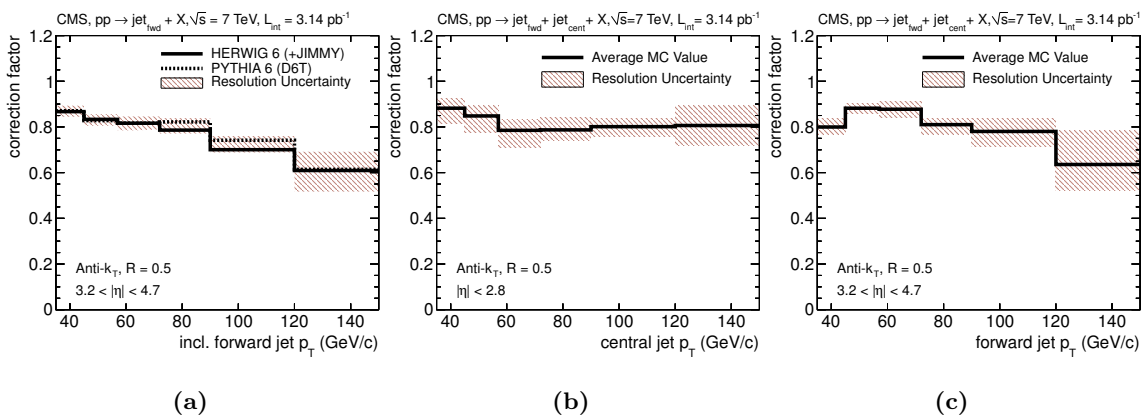 CMS, pp → jet_fwd + X, √s = 7 TeV, L_int = 3.14 pb⁻¹
correction factor
1.2
1
0.8
0.6
0.4
0.2
0
HERWIG 6 (+JIMMY)
PYTHIA 6 (D6T)
Resolution Uncertainty
Anti-k_T, R = 0.5
3.2 < |η| < 4.7
40 60 80 100 120 140
incl. forward jet p_T (GeV/c)
(a)
CMS, pp → jet_fwd + jet_cent + X, √s=7 TeV, L_int = 3.14 pb⁻¹
correction factor
1.2
1
0.8
0.6
0.4
0.2
0
Average MC Value
Resolution Uncertainty
Anti-k_T, R = 0.5
|η| < 2.8
40 60 80 100 120 140
central jet p_T (GeV/c)
(b)
CMS, pp → jet_fwd + jet_cent + X, √s=7 TeV, L_int = 3.14 pb⁻¹
correction factor
1.2
1
0.8
0.6
0.4
0.2
0
Average MC Value
Resolution Uncertainty
Anti-k_T, R = 0.5
3.2 < |η| < 4.7
40 60 80 100 120 140
forward jet p_T (GeV/c)
(c)